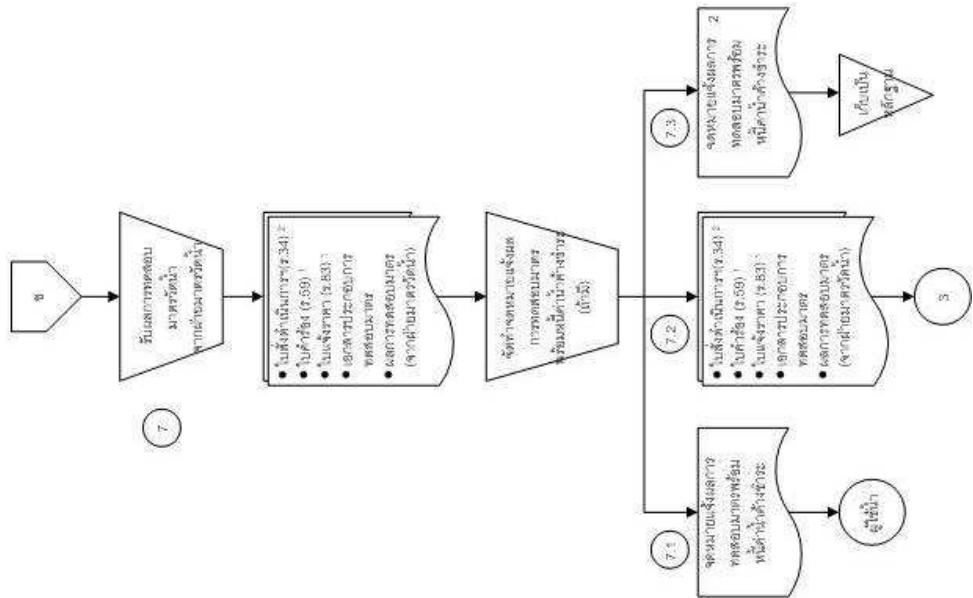 ช
7
รับผลการทดสอบ
มาตรวัดน้ำ
จากฝ่ายมาตรวัดน้ำ
• ใบสั่งดำเนินการฯ(ร.34) 2
• ใบคำร้อง (ร.59) 1
• ใบแจ้งราคา (ร.83) 1
• เอกสารประกอบการ
ทดสอบมาตร
• ผลการทดสอบมาตร
(จากฝ่ายมาตรวัดน้ำ)
จัดทำจดหมายแจ้งผล
การทดสอบมาตร
พร้อมหนี้ค่าน้ำค้างชำระ
(ถ้ามี)
7.1
จดหมายแจ้งผลการ
ทดสอบมาตรพร้อม
หนี้ค่าน้ำค้างชำระ
ผู้ใช้น้ำ
7.2
• ใบสั่งดำเนินการฯ(ร.34) 2
• ใบคำร้อง (ร.59) 1
• ใบแจ้งราคา (ร.83) 1
• เอกสารประกอบการ
ทดสอบมาตร
• ผลการทดสอบมาตร
(จากฝ่ายมาตรวัดน้ำ)
7.3
จดหมายแจ้งผลการ 2
ทดสอบมาตรพร้อม
หนี้ค่าน้ำค้างชำระ
เก็บเป็น
หลักฐาน